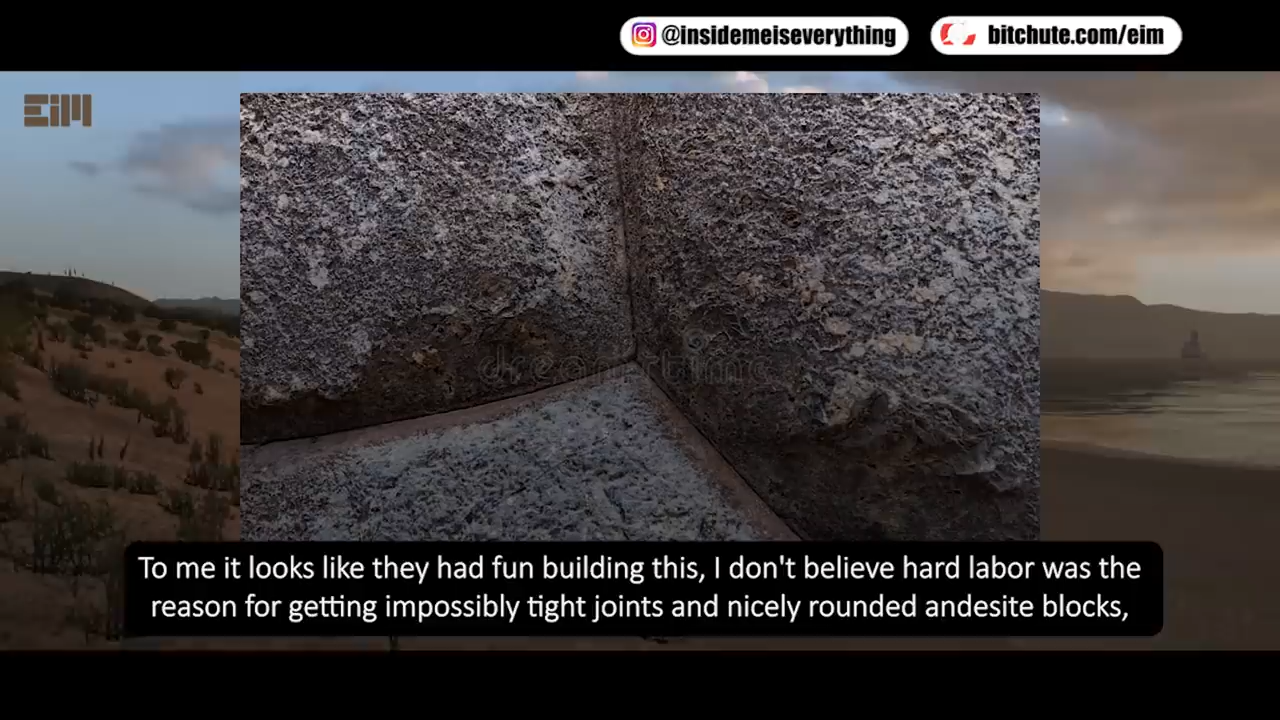 @insidemeiseverything
bitchute.com/eim
EIM
dreamstime
To me it looks like they had fun building this, I don't believe hard labor was the
reason for getting impossibly tight joints and nicely rounded andesite blocks,